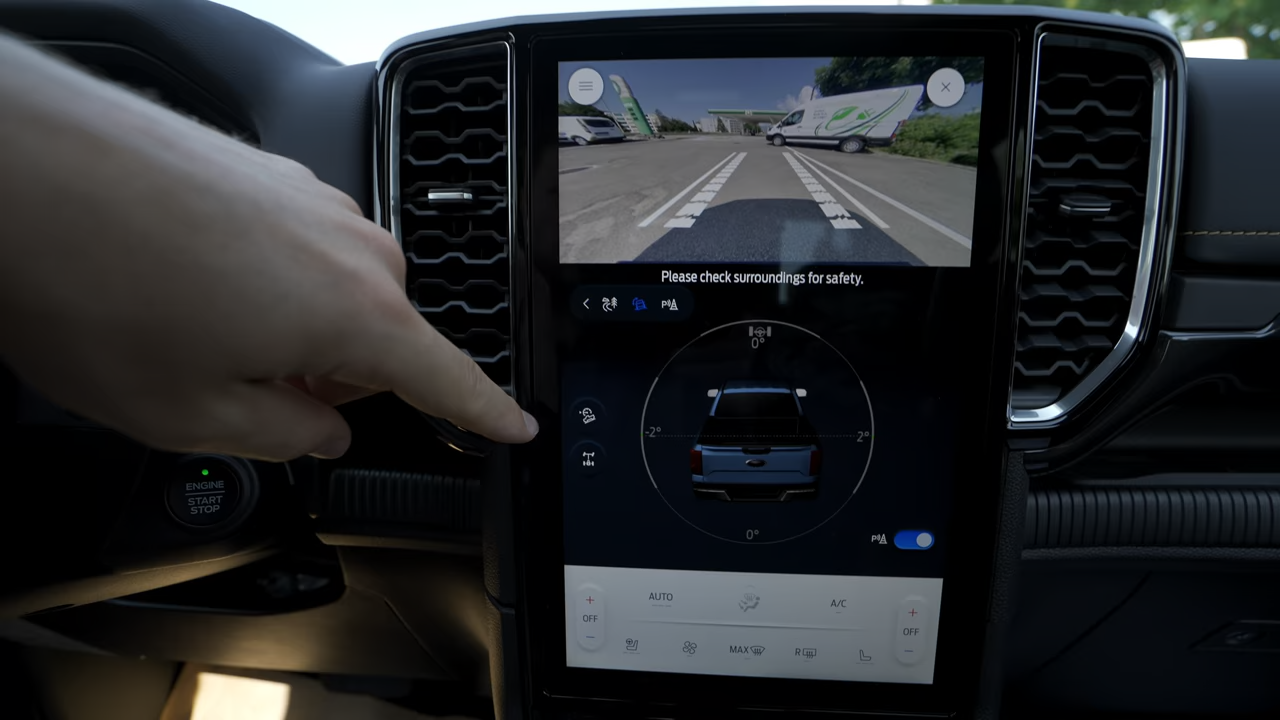 Please check surroundings for safety.
0°
-2°
2°
0°
P
P
ENGINE
START
STOP
AUTO
A/C
+
OFF
−
+
OFF
−
MAX
R